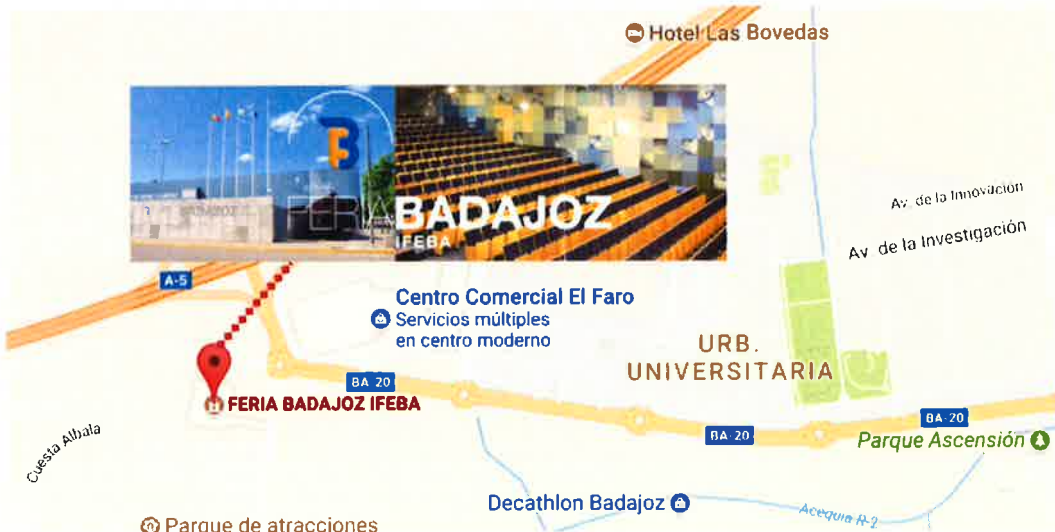 Hotel Las Bovedas
FERIA BADAJOZ
IFEBA
BADAJOZ
Av. de la Innovación
Av. de la Investigación
A-5
Centro Comercial El Faro
Servicios múltiples
en centro moderno
URB.
UNIVERSITARIA
BA-20
FERIA BADAJOZ IFEBA
BA-20
BA-20
Parque Ascensión
Cuesta Albala
Decathlon Badajoz
Acequia R-2
Parque de atracciones